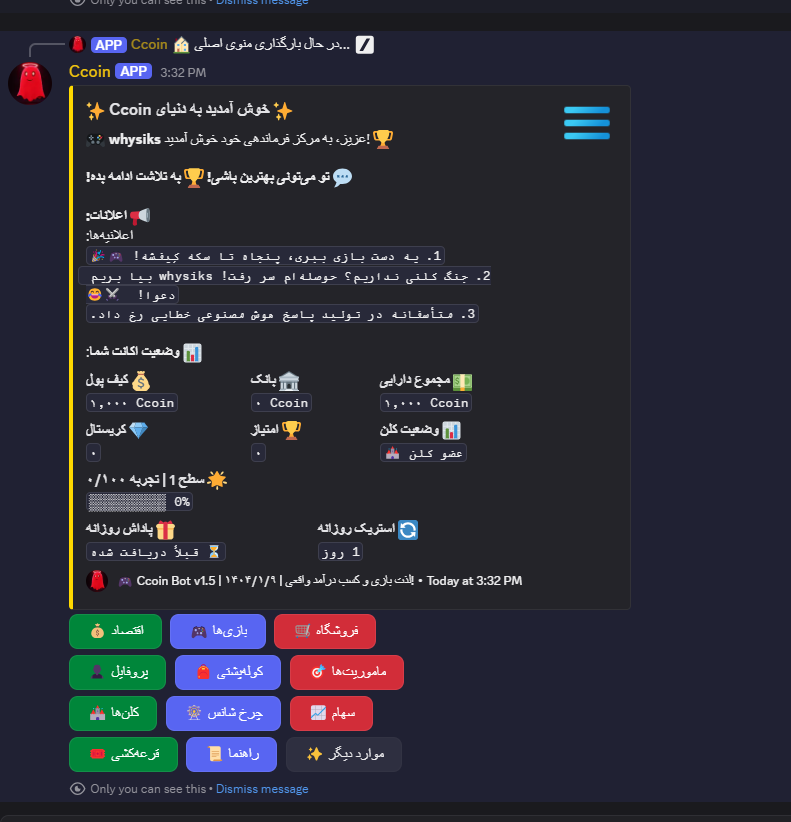 Only you can see this • Dismiss message
APP Ccoin 🏠 در حال بارگذاری منوی اصلی...
Ccoin APP 3:32 PM
✨ خوش آمدید به دنیای Ccoin ✨
🎮 whysiks عزیز، به مرکز فرماندهی خود خوش آمدید! 🏆
💬 تو می‌تونی بهترین باشی! 🏆 به تلاشت ادامه بده!
📢 اعلانات:
اعلانیه‌ها:
1. یه دست بازی ببری، پنجاه تا سکه کیفشه! 🎮 🎉
2. جنگ کلنی نداریم؟ حوصله‌ام سر رفت! whysiks بیا بریم
دعوا! ⚔️ 😄
3. متأسفانه در تولید پاسخ هوش مصنوعی خطایی رخ داد.
📊 وضعیت اکانت شما:
💰 کیف پول 🏦 بانک 💵 مجموع دارایی
۱,۰۰۰ Ccoin ۰ Ccoin ۱,۰۰۰ Ccoin
💎 کریستال 🏆 امتیاز 📊 وضعیت کلن
۰ ۰ عضو کلن 🏰
🌟 سطح 1 | تجربه ۰/۱۰۰
▒▒▒▒▒▒▒▒▒▒ 0%
🎁 پاداش روزانه 🔄 استریک روزانه
⏳ قبلاً دریافت شده 1 روز
🎮 Ccoin Bot v1.5 | لذت بازی و کسب درآمد واقعی! | ۱۴۰۴/۱/۹ • Today at 3:32 PM
💰 اقتصاد 🎮 بازی‌ها 🛒 فروشگاه
👤 پروفایل 🎒 کوله‌پشتی 🎯 ماموریت‌ها
🏰 کلن‌ها 🎡 چرخ شانس 📈 سهام
🎟️ قرعه‌کشی 📜 راهنما ✨ موارد دیگر
Only you can see this • Dismiss message